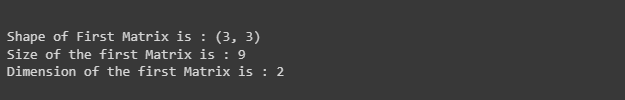 Shape of First Matrix is : (3, 3)
Size of the first Matrix is : 9
Dimension of the first Matrix is : 2